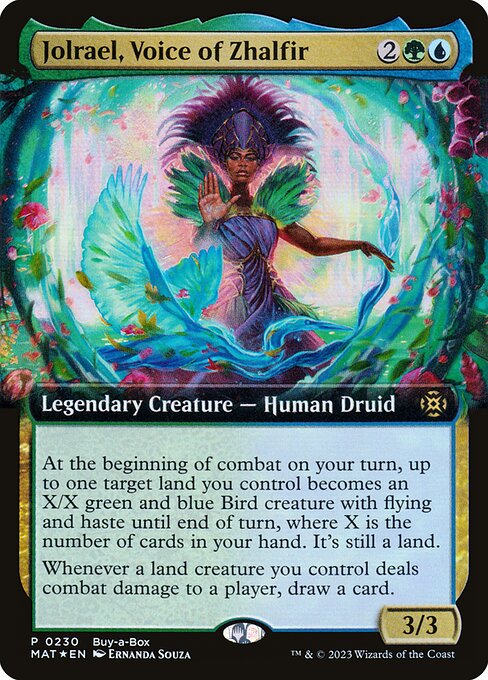 Jolrael, Voice of Zhalfir 2
Legendary Creature — Human Druid
At the beginning of combat on your turn, up
to one target land you control becomes an
X/X green and blue Bird creature with flying
and haste until end of turn, where X is the
number of cards in your hand. It's still a land.
Whenever a land creature you control deals
combat damage to a player, draw a card.
3/3
P 0230 Buy-a-Box
MAT★EN Ernanda Souza ™ & © 2023 Wizards of the Coast